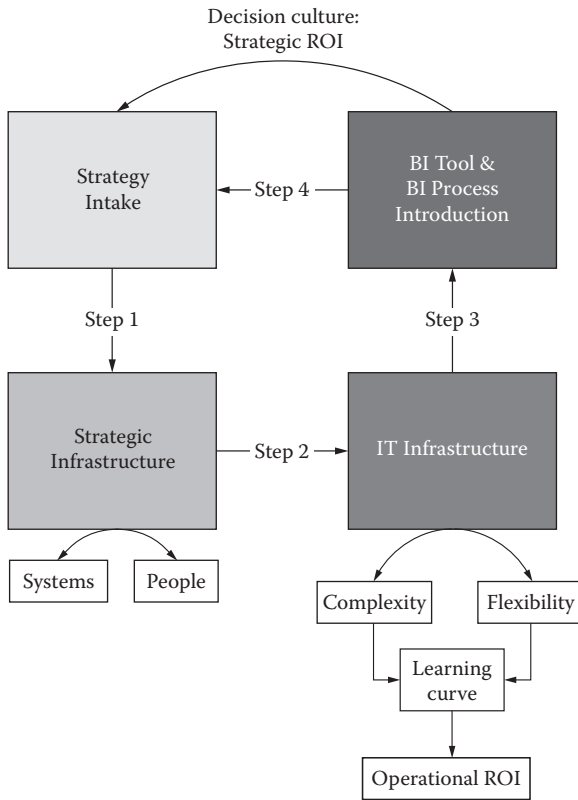 Decision culture:
Strategic ROI
Strategy
Intake
BI Tool &
BI Process
Introduction
Step 4
Step 1
Step 3
Strategic
Infrastructure
Step 2
IT Infrastructure
Systems
People
Complexity
Flexibility
Learning
curve
Operational ROI